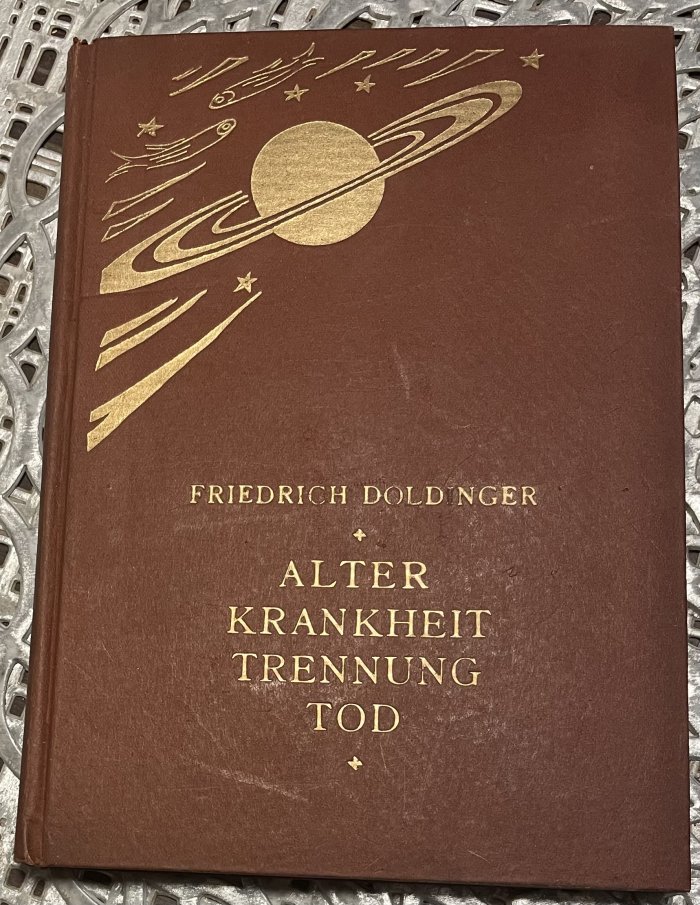 FRIEDRICH DOLDINGER
ALTER
KRANKHEIT
TRENNUNG
TOD